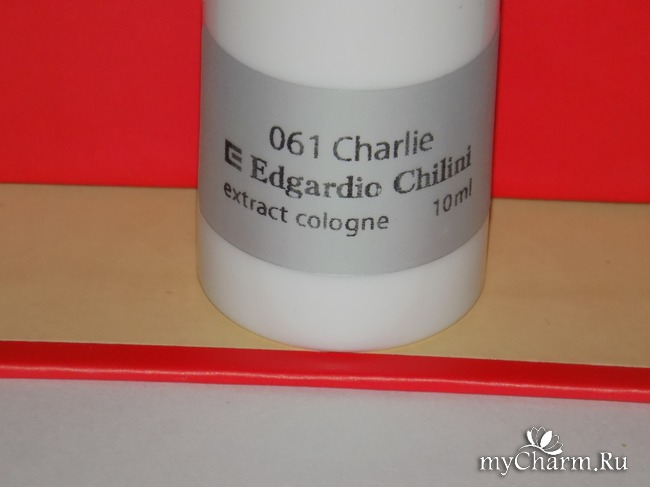 061 Charlie
Edgardio Chilini
extract cologne 10ml
myCharm.Ru